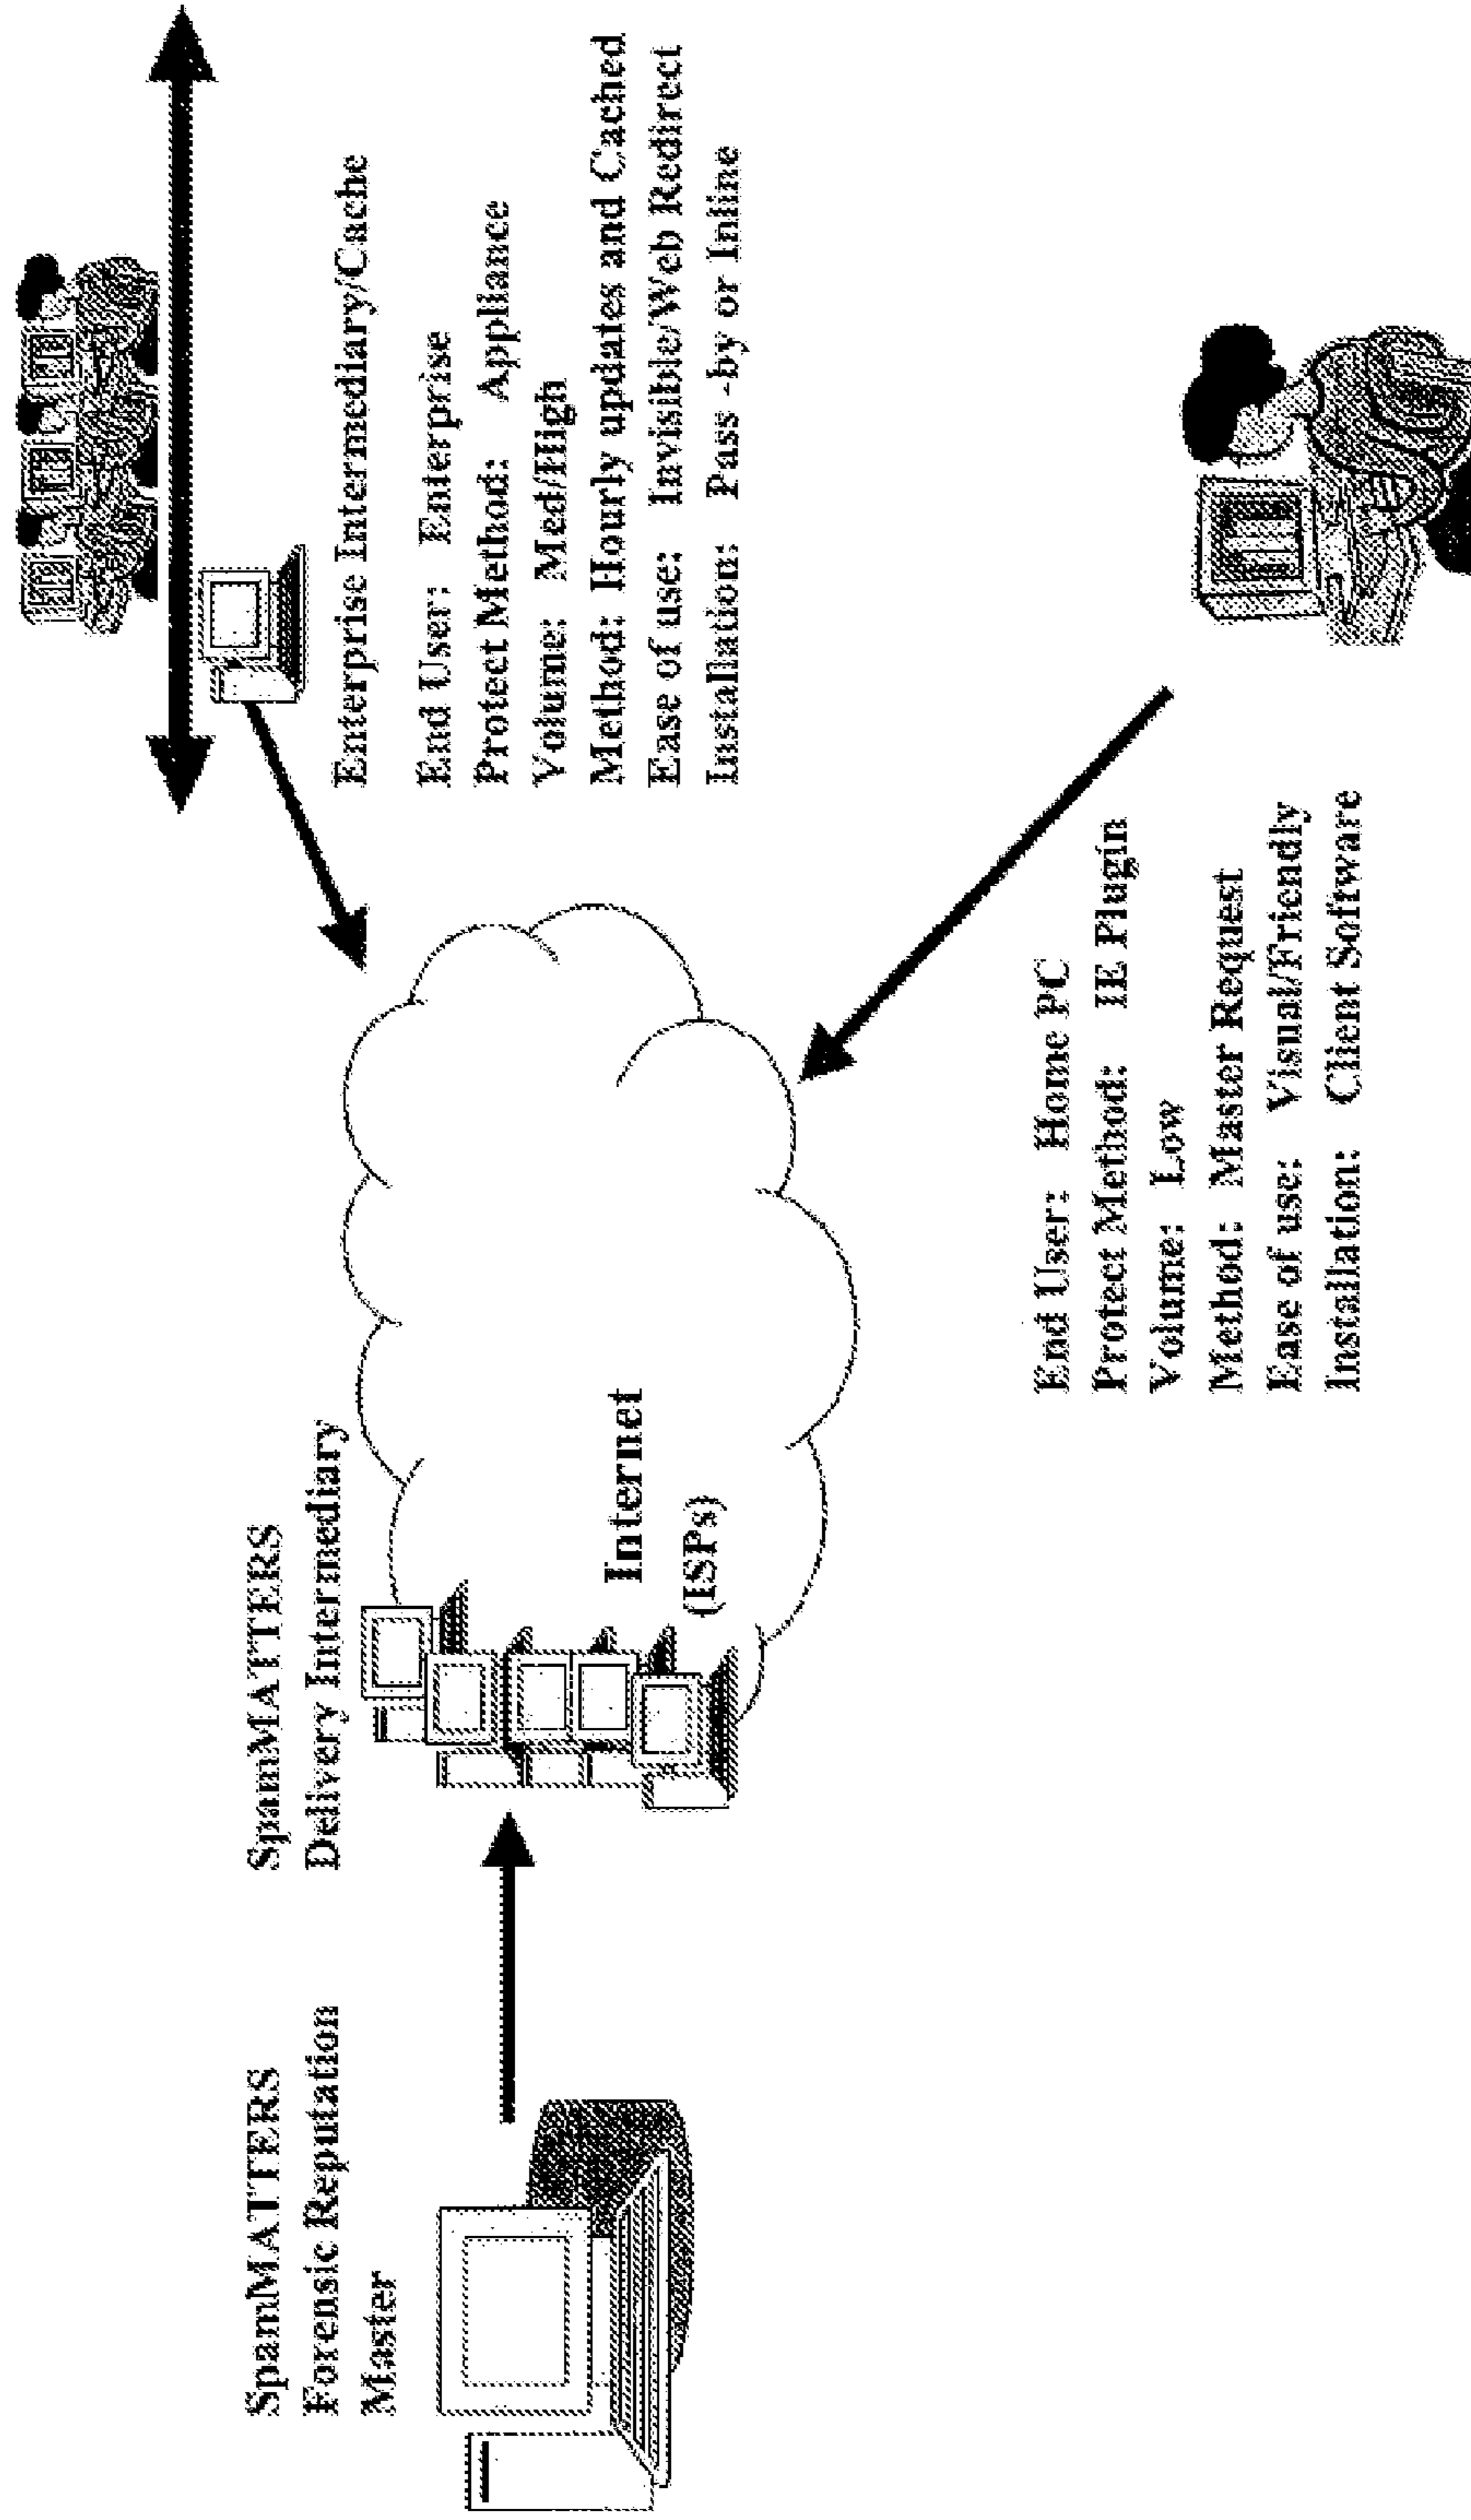 SpamMATTERS
Forensic Reputation
Master
SpamMATTERS
Delivery Intermediary
Internet
(ISPs)
Enterprise Intermediary/Cache
End User: Enterprise
Protect Method: Appliance
Volume: Med/High
Method: Hourly updates and Cached
Ease of use: Invisible/Web Redirect
Installation: Pass -by or Inline
End User: Home PC
Protect Method: IE Plugin
Volume: Low
Method: Master Request
Ease of use: Visual/Friendly
Installation: Client Software